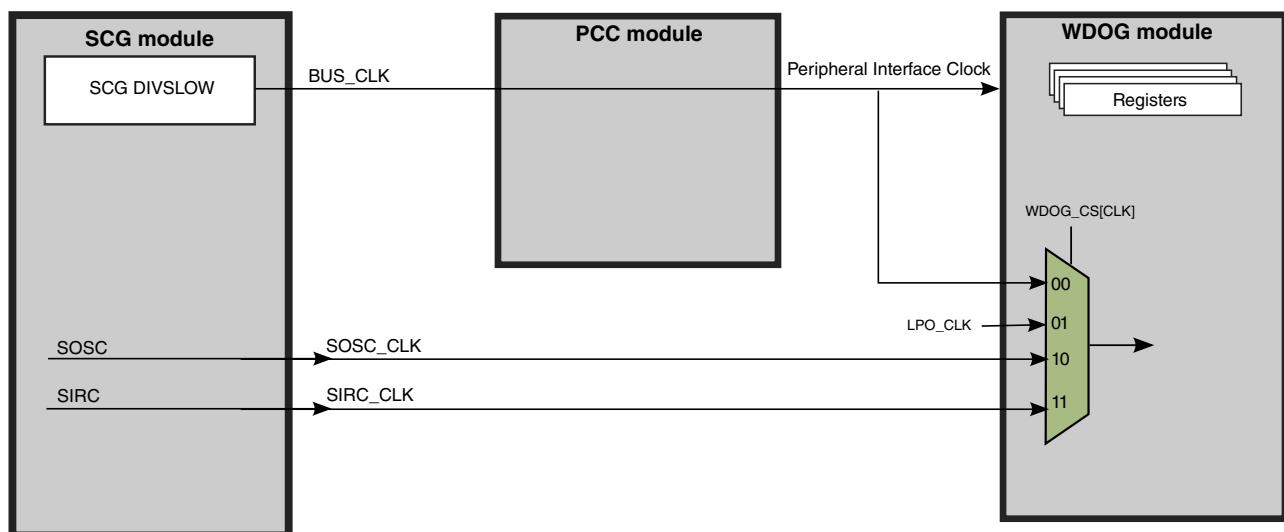 SCG module
PCC module
WDOG module
SCG DIVSLOW
BUS_CLK
Peripheral Interface Clock
Registers
WDOG_CS[CLK]
00
LPO_CLK
01
SOSC
SOSC_CLK
10
SIRC
SIRC_CLK
11